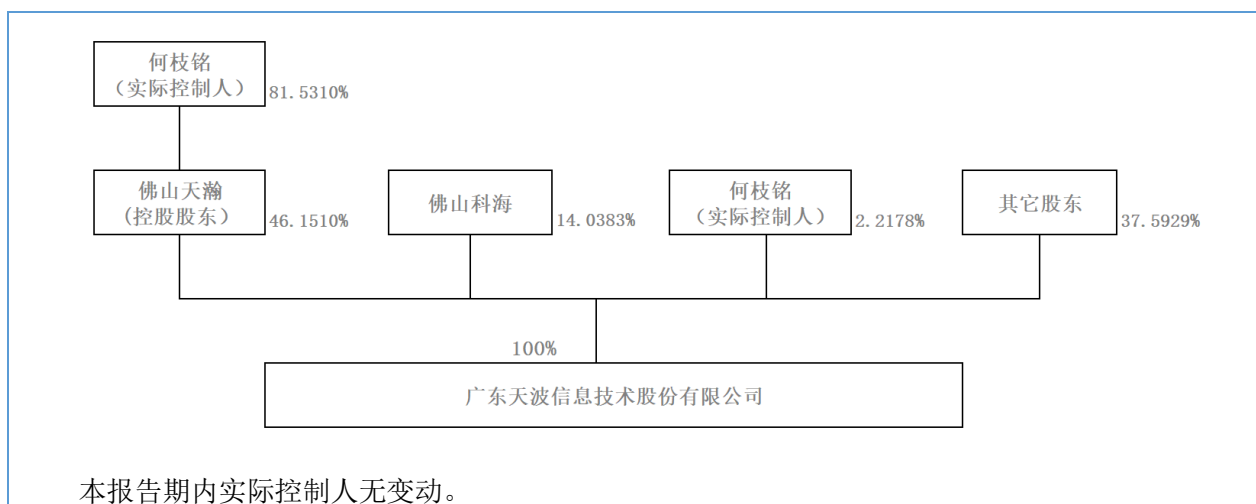 何枝铭
（实际控制人）
81.5310%
佛山天瀚
(控股股东）
46.1510%
佛山科海
14.0383%
何枝铭
（实际控制人）
2.2178%
其它股东
37.5929%
100%
广东天波信息技术股份有限公司
本报告期内实际控制人无变动。